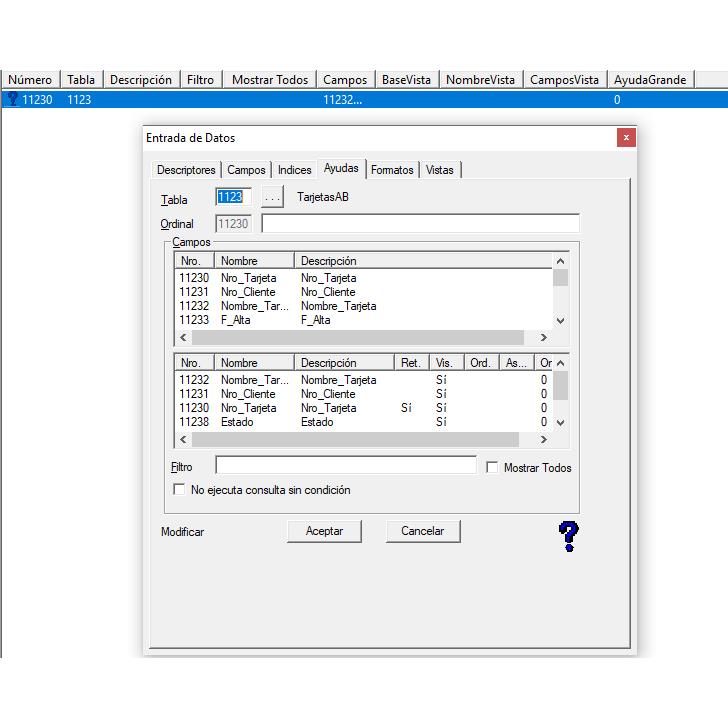 Número Tabla Descripción Filtro Mostrar Todos Campos BaseVista NombreVista CamposVista AyudaGrande
11230 1123 11232... 0
Entrada de Datos x
Descriptores Campos Indices Ayudas Formatos Vistas
Tabla 1123 ... TarjetasAB
Ordinal 11230
Campos
Nro. Nombre Descripción
11230 Nro_Tarjeta Nro_Tarjeta
11231 Nro_Cliente Nro_Cliente
11232 Nombre_Tar... Nombre_Tarjeta
11233 F_Alta F_Alta
Nro. Nombre Descripción Ret. Vis. Ord. As... Or
11232 Nombre_Tar... Nombre_Tarjeta Sí 0
11231 Nro_Cliente Nro_Cliente Sí 0
11230 Nro_Tarjeta Nro_Tarjeta Sí Sí 0
11238 Estado Estado Sí 0
Filtro Mostrar Todos
No ejecuta consulta sin condición
Modificar Aceptar Cancelar ?